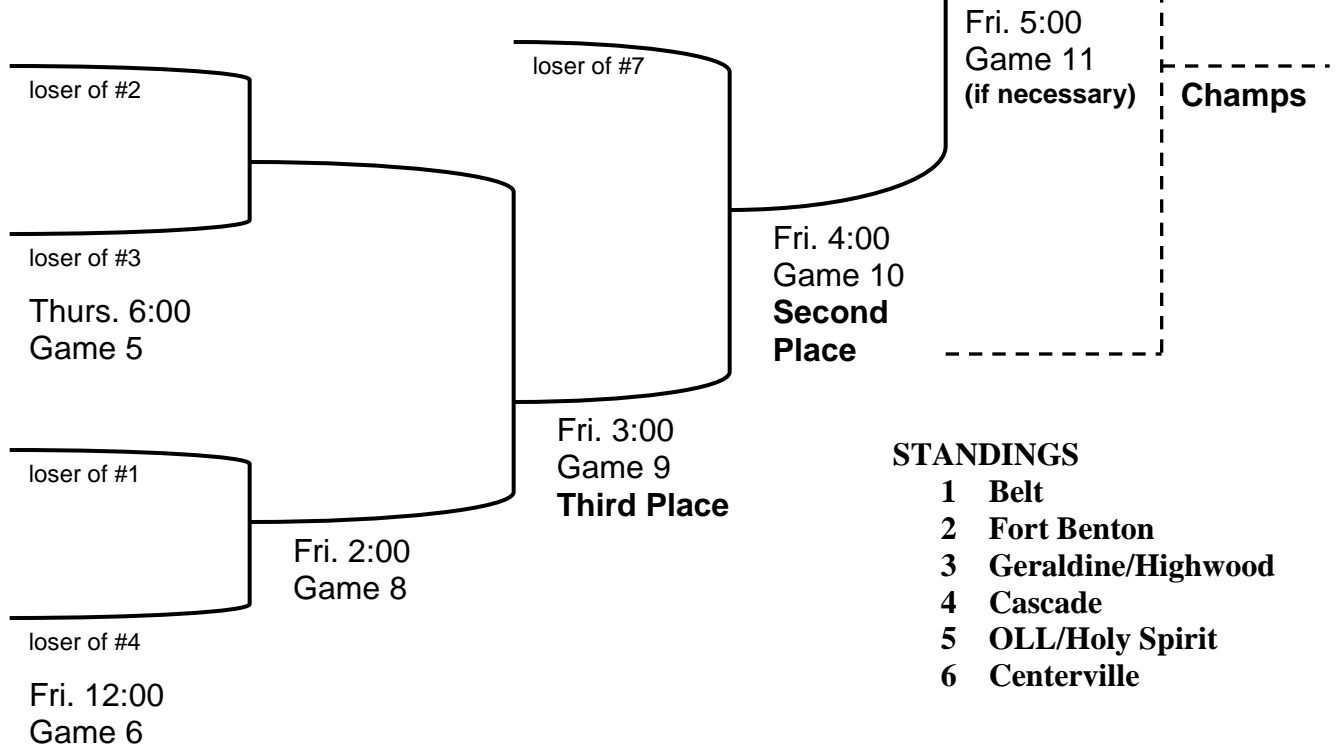 Fri. 5:00
Game 11
(if necessary)
Champs
loser of #7
loser of #2
loser of #3
Thurs. 6:00
Game 5
Fri. 4:00
Game 10
Second
Place
loser of #1
Fri. 2:00
Game 8
Fri. 3:00
Game 9
Third Place
loser of #4
Fri. 12:00
Game 6
STANDINGS
1 Belt
2 Fort Benton
3 Geraldine/Highwood
4 Cascade
5 OLL/Holy Spirit
6 Centerville